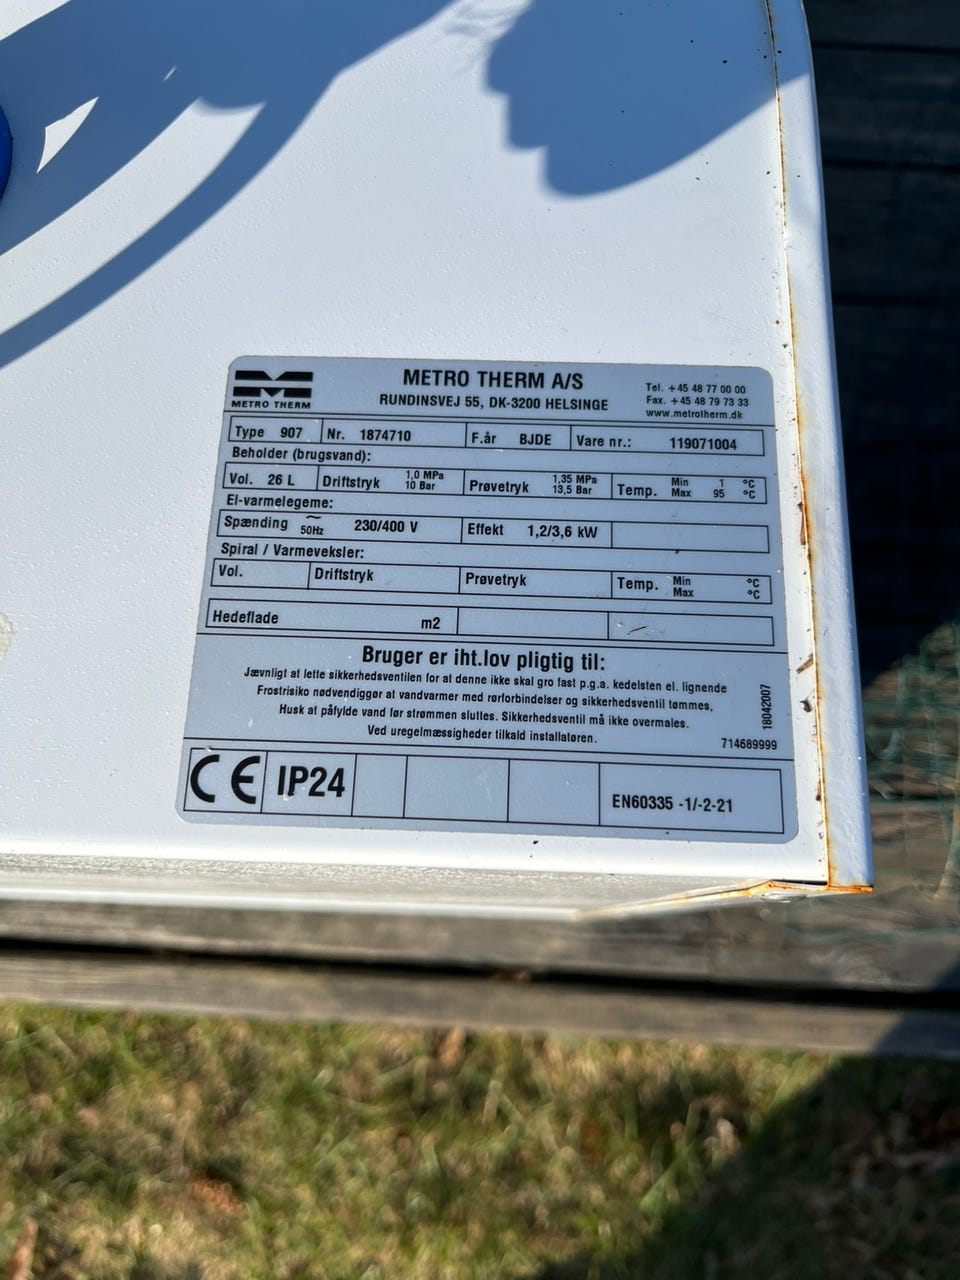 METRO THERM
METRO THERM A/S
RUNDINSVEJ 55, DK-3200 HELSINGE
Tel. +45 48 77 00 00
Fax. +45 48 79 73 33
www.metrotherm.dk
Type 907 Nr. 1874710 F.år BJDE Vare nr.: 119071004
Beholder (brugsvand):
Vol. 26 L Driftstryk 1,0 MPa 10 Bar Prøvetryk 1,35 MPa 13,5 Bar Temp. Min 1 °C Max 95 °C
El-varmelegeme:
Spænding ~ 50Hz 230/400 V Effekt 1,2/3,6 kW
Spiral / Varmeveksler:
Vol. Driftstryk Prøvetryk Temp. Min °C Max °C
Hedeflade m2
Bruger er iht.lov pligtig til:
Jævnligt at lette sikkerhedsventilen for at denne ikke skal gro fast p.g.a. kedelsten el. lignende
Frostrisiko nødvendiggør at vandvarmer med rørforbindelser og sikkerhedsventil tømmes,
Husk at påfylde vand før strømmen sluttes. Sikkerhedsventil må ikke overmales.
Ved uregelmæssigheder tilkald installatøren.
18042007
714689999
CE IP24 EN60335 -1/-2-21